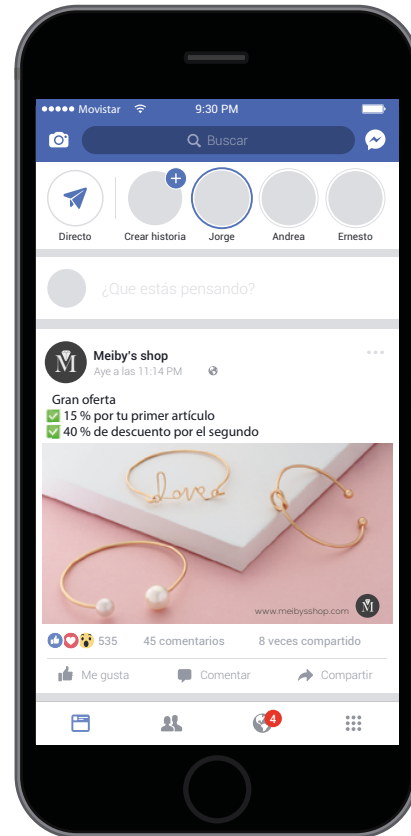 Movistar 9:30 PM
Buscar
Directo Crear historia Jorge Andrea Ernesto
¿Que estás pensando?
Meiby's shop
Aye a las 11:14 PM
M
Gran oferta
✅ 15 % por tu primer artículo
✅ 40 % de descuento por el segundo
Loved
www.meibysshop.com M
535 45 comentarios 8 veces compartido
Me gusta Comentar Compartir
4